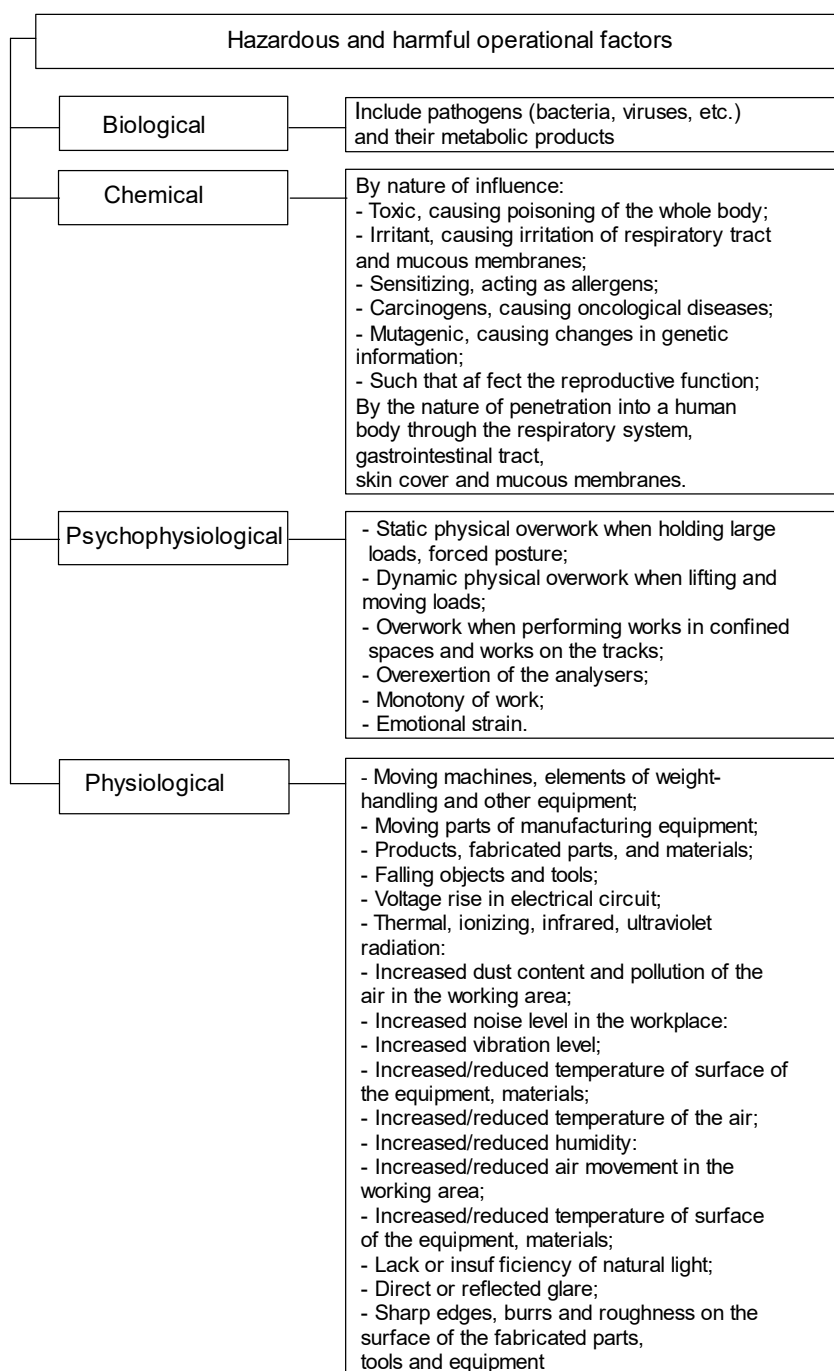 Hazardous and harmful operational factors
Biological
Include pathogens (bacteria, viruses, etc.)
and their metabolic products
Chemical
By nature of influence:
- Toxic, causing poisoning of the whole body;
- Irritant, causing irritation of respiratory tract
and mucous membranes;
- Sensitizing, acting as allergens;
- Carcinogens, causing oncological diseases;
- Mutagenic, causing changes in genetic
information;
- Such that af fect the reproductive function;
By the nature of penetration into a human
body through the respiratory system,
gastrointestinal tract,
skin cover and mucous membranes.
Psychophysiological
- Static physical overwork when holding large
loads, forced posture;
- Dynamic physical overwork when lifting and
moving loads;
- Overwork when performing works in confined
spaces and works on the tracks;
- Overexertion of the analysers;
- Monotony of work;
- Emotional strain.
Physiological
- Moving machines, elements of weight-
handling and other equipment;
- Moving parts of manufacturing equipment;
- Products, fabricated parts, and materials;
- Falling objects and tools;
- Voltage rise in electrical circuit;
- Thermal, ionizing, infrared, ultraviolet
radiation:
- Increased dust content and pollution of the
air in the working area;
- Increased noise level in the workplace:
- Increased vibration level;
- Increased/reduced temperature of surface of
the equipment, materials;
- Increased/reduced temperature of the air;
- Increased/reduced humidity:
- Increased/reduced air movement in the
working area;
- Increased/reduced temperature of surface
of the equipment, materials;
- Lack or insuf ficiency of natural light;
- Direct or reflected glare;
- Sharp edges, burrs and roughness on the
surface of the fabricated parts,
tools and equipment